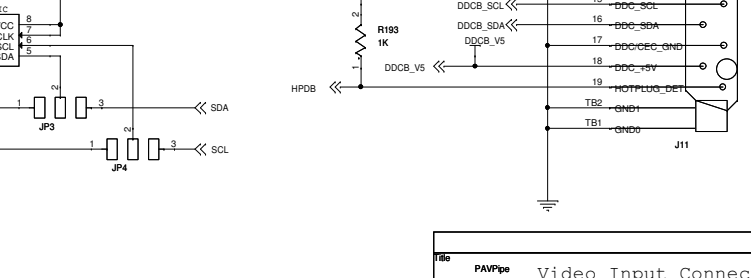 IC
VCC 8
CLK 7
SCL 6
SDA 5
2
1 3 SDA
JP3
2
1 3 SCL
JP4
2
R193
1K
1
HPDB
DDCB_SCL DDC_SCL
DDCB_SDA 16 DDC_SDA
DDCB_V5 17 DDC/CEC_GND
DDCB_V5 18 DDC_+5V
19 HOTPLUG_DET
TB2 GND1
TB1 GND0
J11
Title
PAVPipe Video Input Connec